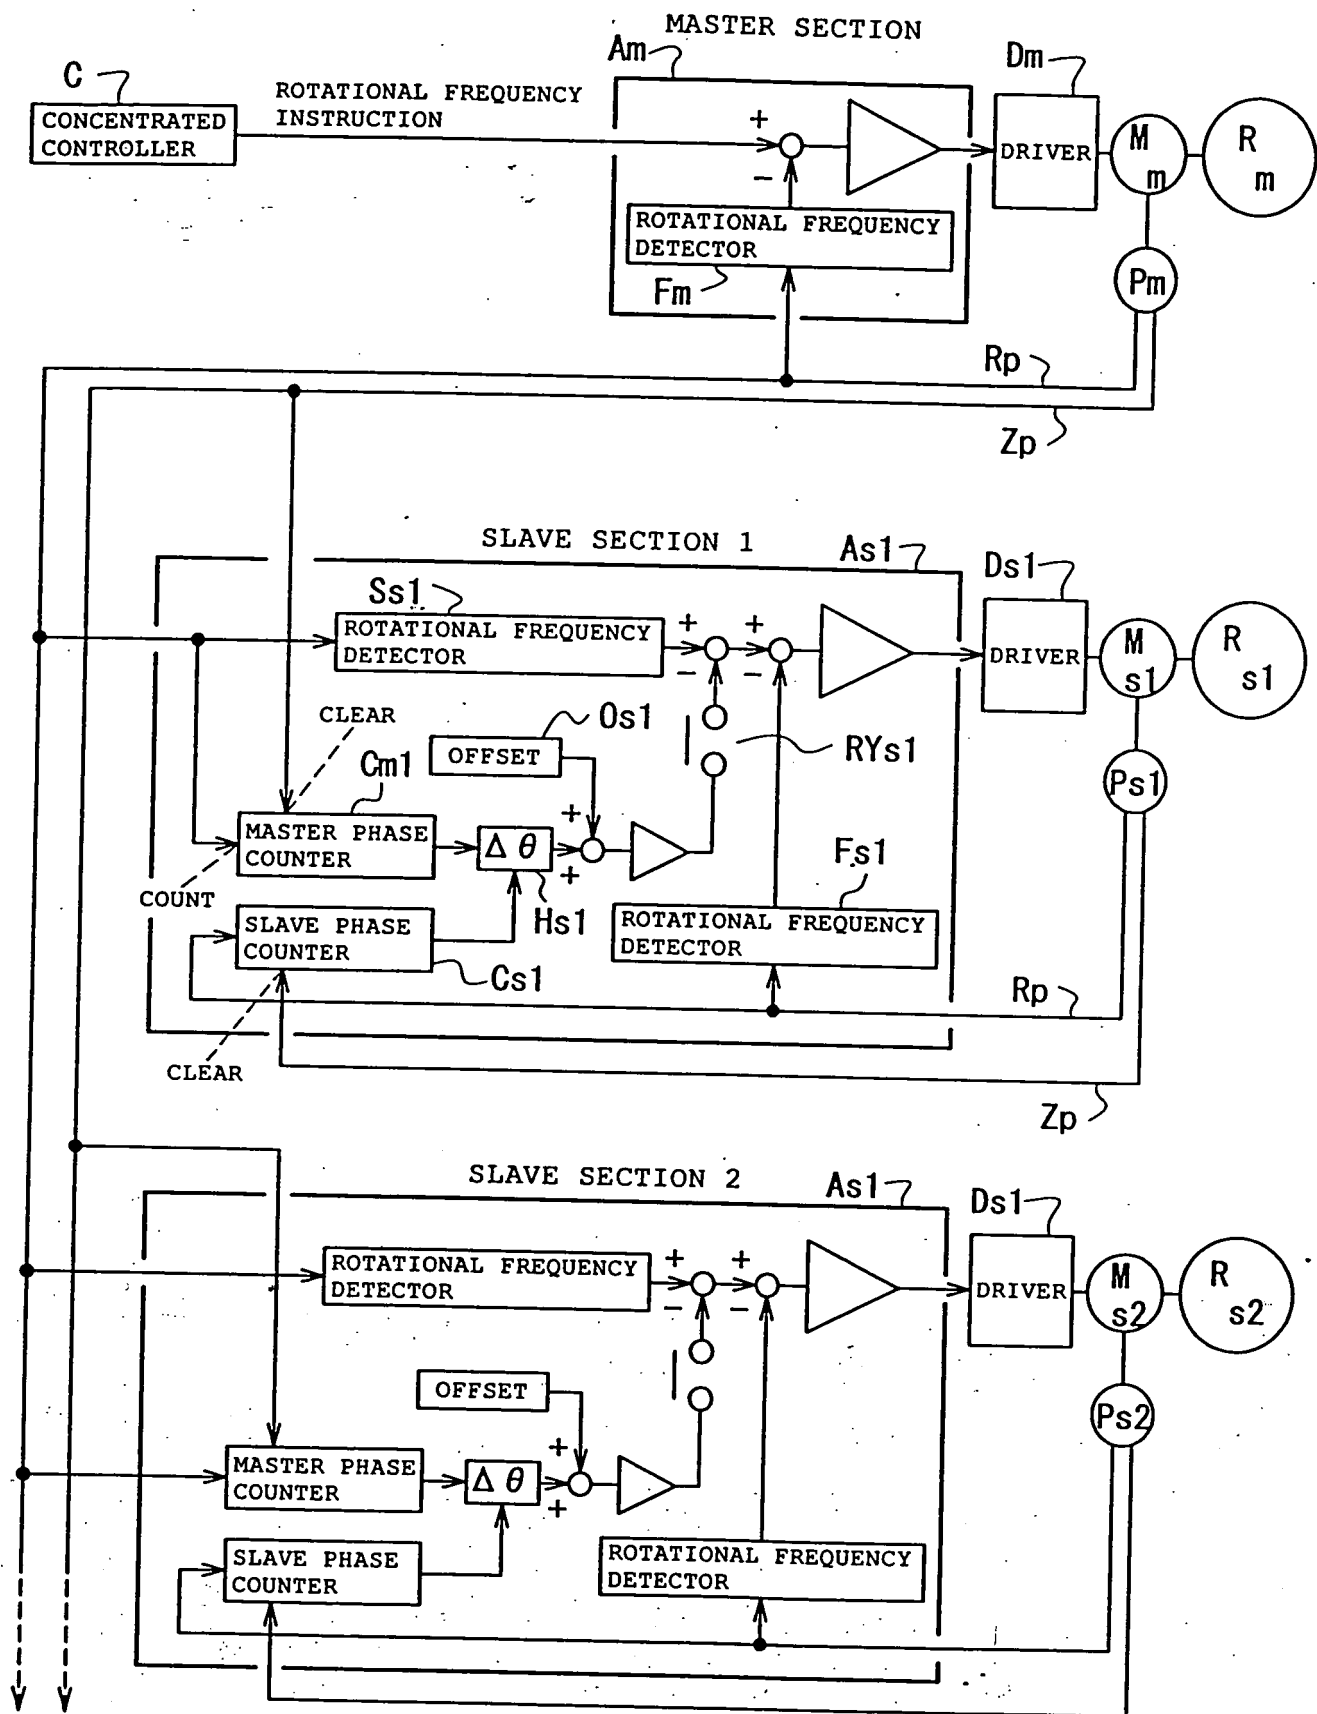 MASTER SECTION
Am
Dm
C
ROTATIONAL FREQUENCY
INSTRUCTION
CONCENTRATED
CONTROLLER
+
−
DRIVER
M
m
R
m
ROTATIONAL FREQUENCY
DETECTOR
Fm
Pm
Rp
Zp
SLAVE SECTION 1
As1
Ds1
Ss1
ROTATIONAL FREQUENCY
DETECTOR
+
−
+
−
DRIVER
M
s1
R
s1
CLEAR
Os1
OFFSET
RYs1
Ps1
Cm1
MASTER PHASE
COUNTER
Δ θ
+
+
Fs1
COUNT
Hs1
SLAVE PHASE
COUNTER
ROTATIONAL FREQUENCY
DETECTOR
Cs1
Rp
CLEAR
Zp
SLAVE SECTION 2
As1
Ds1
ROTATIONAL FREQUENCY
DETECTOR
+
−
+
−
DRIVER
M
s2
R
s2
OFFSET
Ps2
MASTER PHASE
COUNTER
Δ θ
+
+
SLAVE PHASE
COUNTER
ROTATIONAL FREQUENCY
DETECTOR